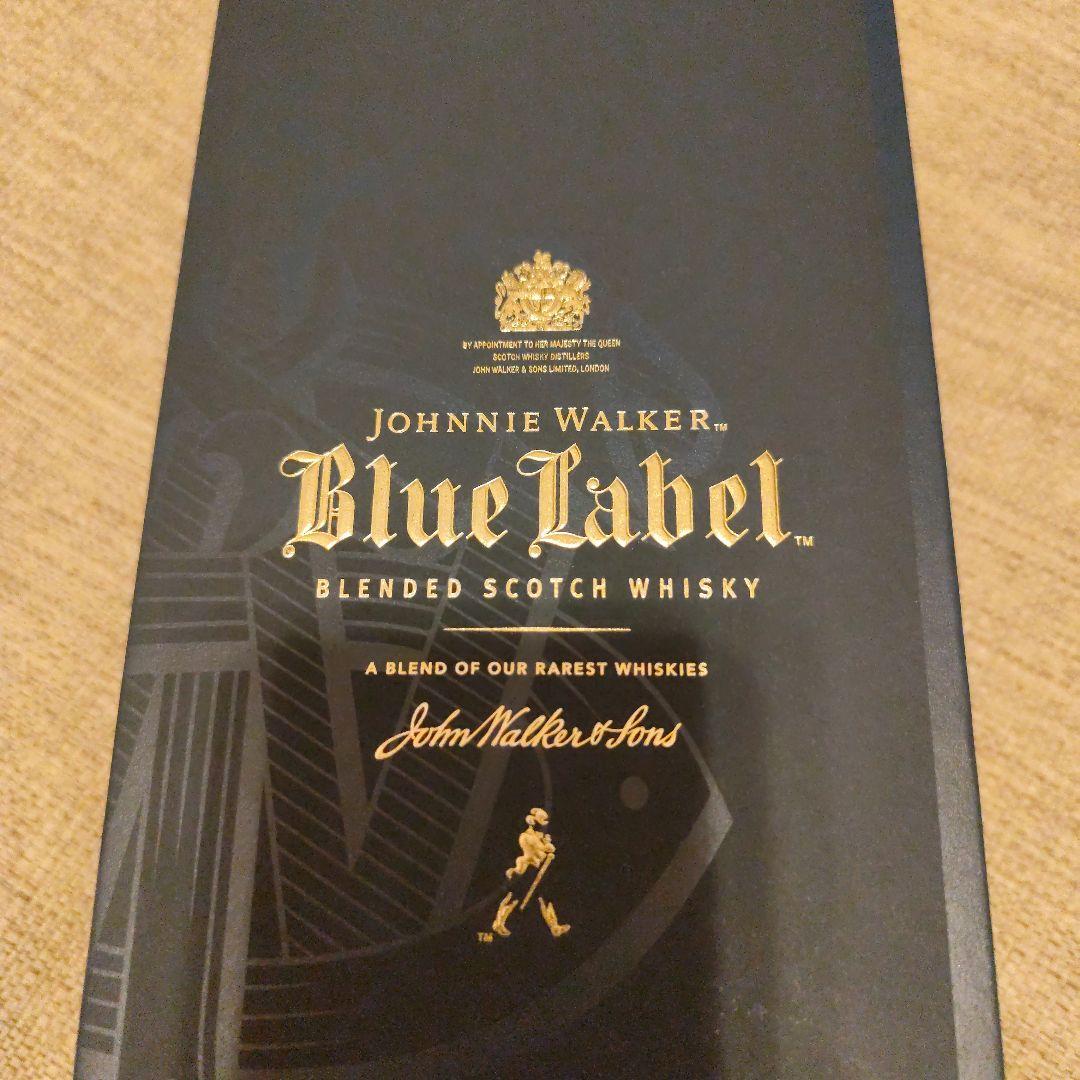 BY APPOINTMENT TO HER MAJESTY THE QUEEN
SCOTCH WHISKY DISTILLERS
JOHN WALKER & SONS LIMITED, LONDON
JOHNNIE WALKER™
Blue Label™
BLENDED SCOTCH WHISKY
A BLEND OF OUR RAREST WHISKIES
John Walker & Sons
™